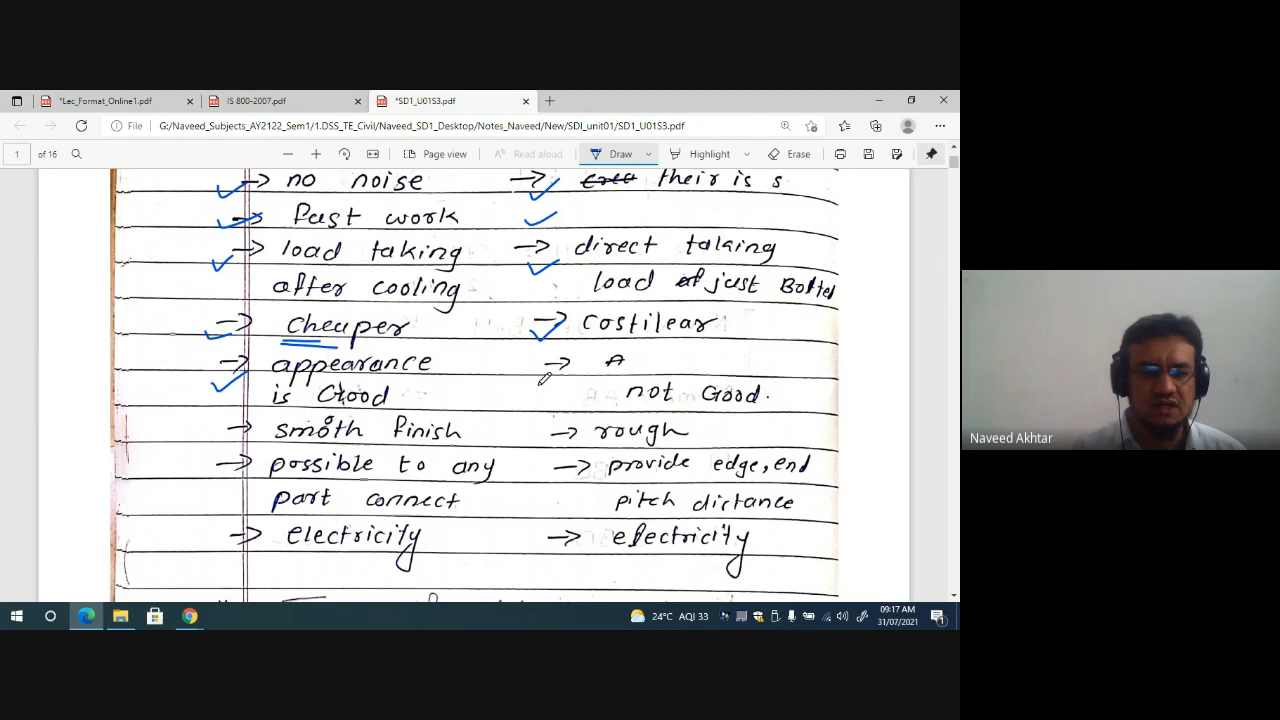 *Lec_Format_Online1.pdf IS 800-2007.pdf *SD1_U01S3.pdf
File G:/Naveed_Subjects_AY2122_Sem1/1.DSS_TE_Civil/Naveed_SD1_Desktop/Notes_Naveed/New/SDI_unit01/SD1_U01S3.pdf
1 of 16 Page view Read aloud Draw Highlight Erase
→ no noise → their is s
→ Fast work
→ load taking → direct taking
after cooling load just Bolted
→ cheaper → costilear
→ appearance → A
is Good not Good.
→ smoth finish → rough
→ possible to any → provide edge, end
part connect pitch distance
→ electricity → electricity
Naveed Akhtar
24°C AQI 33 09:17 AM
31/07/2021
1